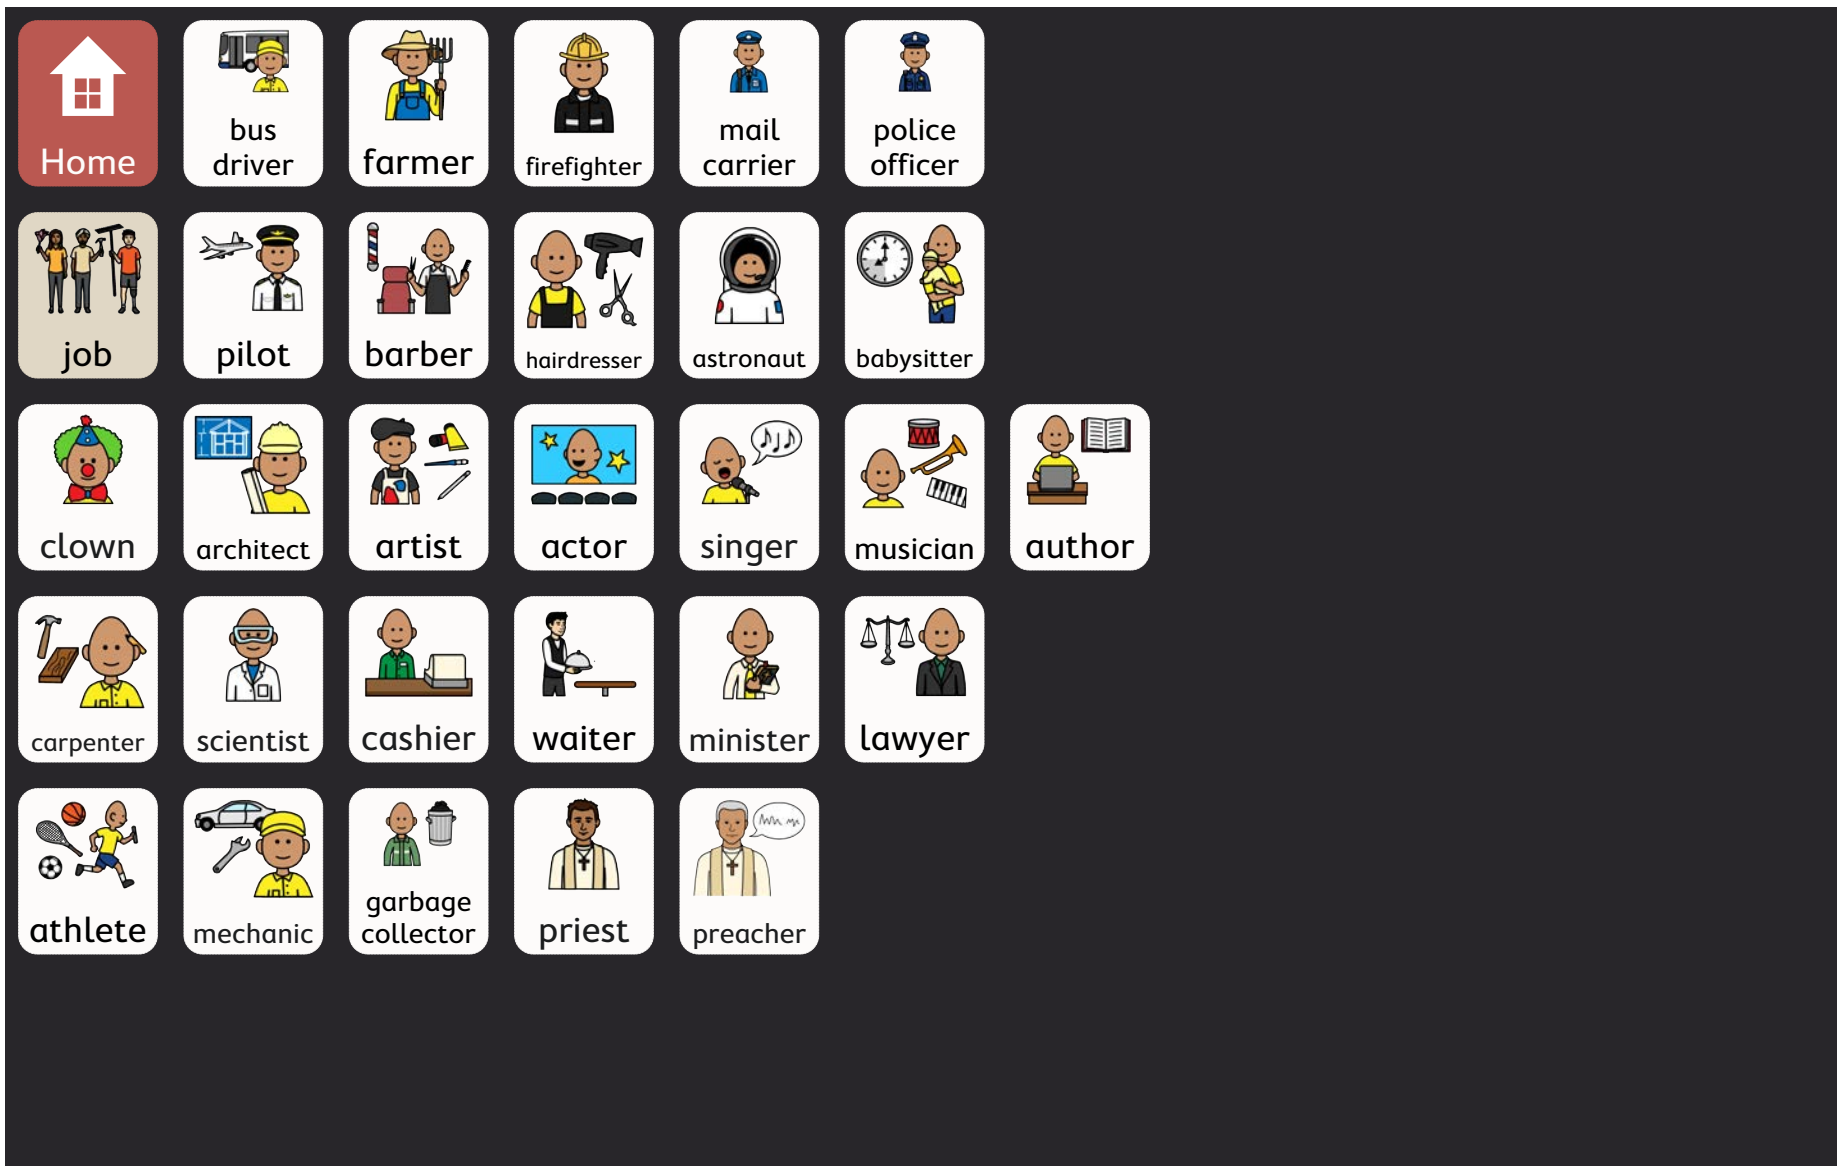 Home
bus
driver
farmer
firefighter
mail
carrier
police
officer
job
pilot
barber
hairdresser
astronaut
babysitter
clown
architect
artist
actor
singer
musician
author
carpenter
scientist
cashier
waiter
minister
lawyer
athlete
mechanic
garbage
collector
priest
preacher